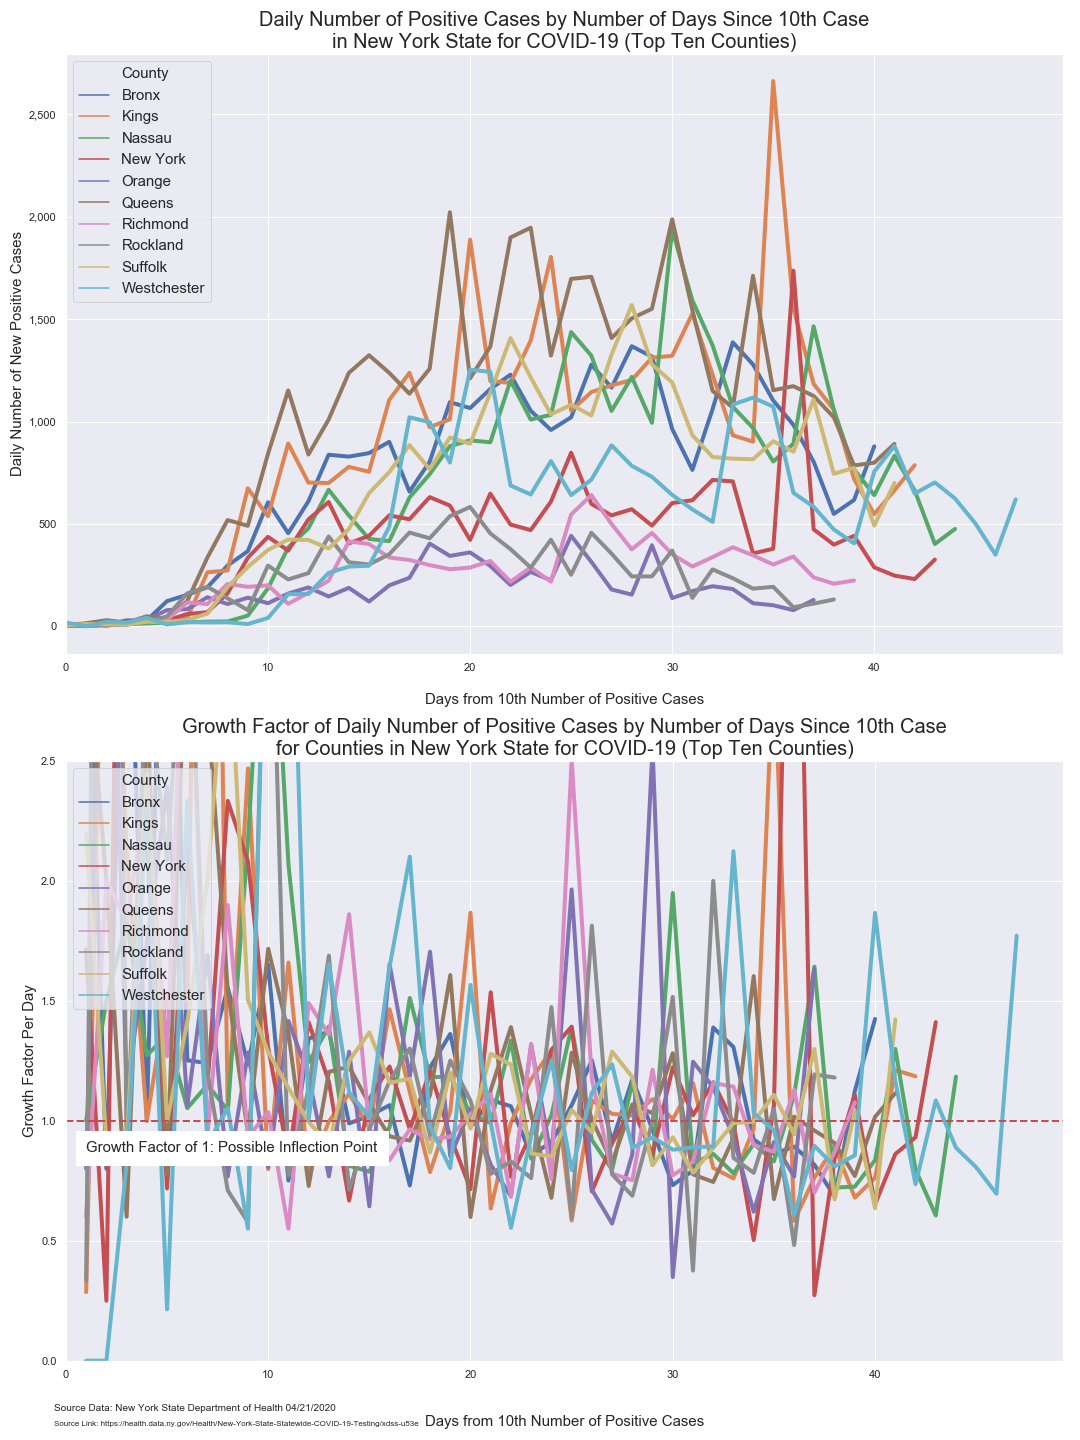 Daily Number of Positive Cases by Number of Days Since 10th Case
in New York State for COVID-19 (Top Ten Counties)
County
Bronx
Kings
Nassau
New York
Orange
Queens
Richmond
Rockland
Suffolk
Westchester
2,500
2,000
1,500
1,000
500
0
Daily Number of New Positive Cases
0
10
20
30
40
Days from 10th Number of Positive Cases
Growth Factor of Daily Number of Positive Cases by Number of Days Since 10th Case
for Counties in New York State for COVID-19 (Top Ten Counties)
County
Bronx
Kings
Nassau
New York
Orange
Queens
Richmond
Rockland
Suffolk
Westchester
2.5
2.0
1.5
1.0
0.5
0.0
Growth Factor Per Day
Growth Factor of 1: Possible Inflection Point
0
10
20
30
40
Source Data: New York State Department of Health 04/21/2020
Source Link: https://health.data.ny.gov/Health/New-York-State-Statewide-COVID-19-Testing/xdss-u53e
Days from 10th Number of Positive Cases